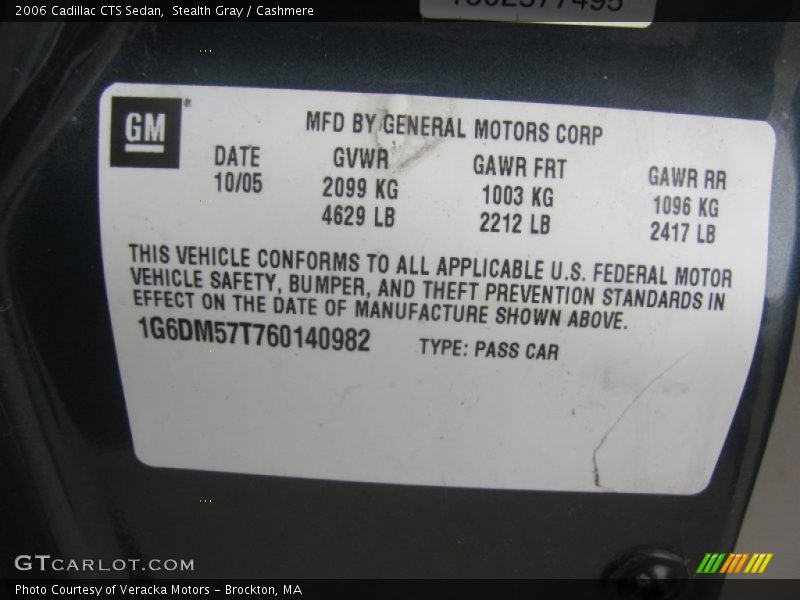 2006 Cadillac CTS Sedan, Stealth Gray / Cashmere
GM
MFD BY GENERAL MOTORS CORP
DATE GVWR GAWR FRT GAWR RR
10/05 2099 KG 1003 KG 1096 KG
4629 LB 2212 LB 2417 LB
THIS VEHICLE CONFORMS TO ALL APPLICABLE U.S. FEDERAL MOTOR
VEHICLE SAFETY, BUMPER, AND THEFT PREVENTION STANDARDS IN
EFFECT ON THE DATE OF MANUFACTURE SHOWN ABOVE.
1G6DM57T760140982 TYPE: PASS CAR
GTCARLOT.COM
Photo Courtesy of Veracka Motors - Brockton, MA